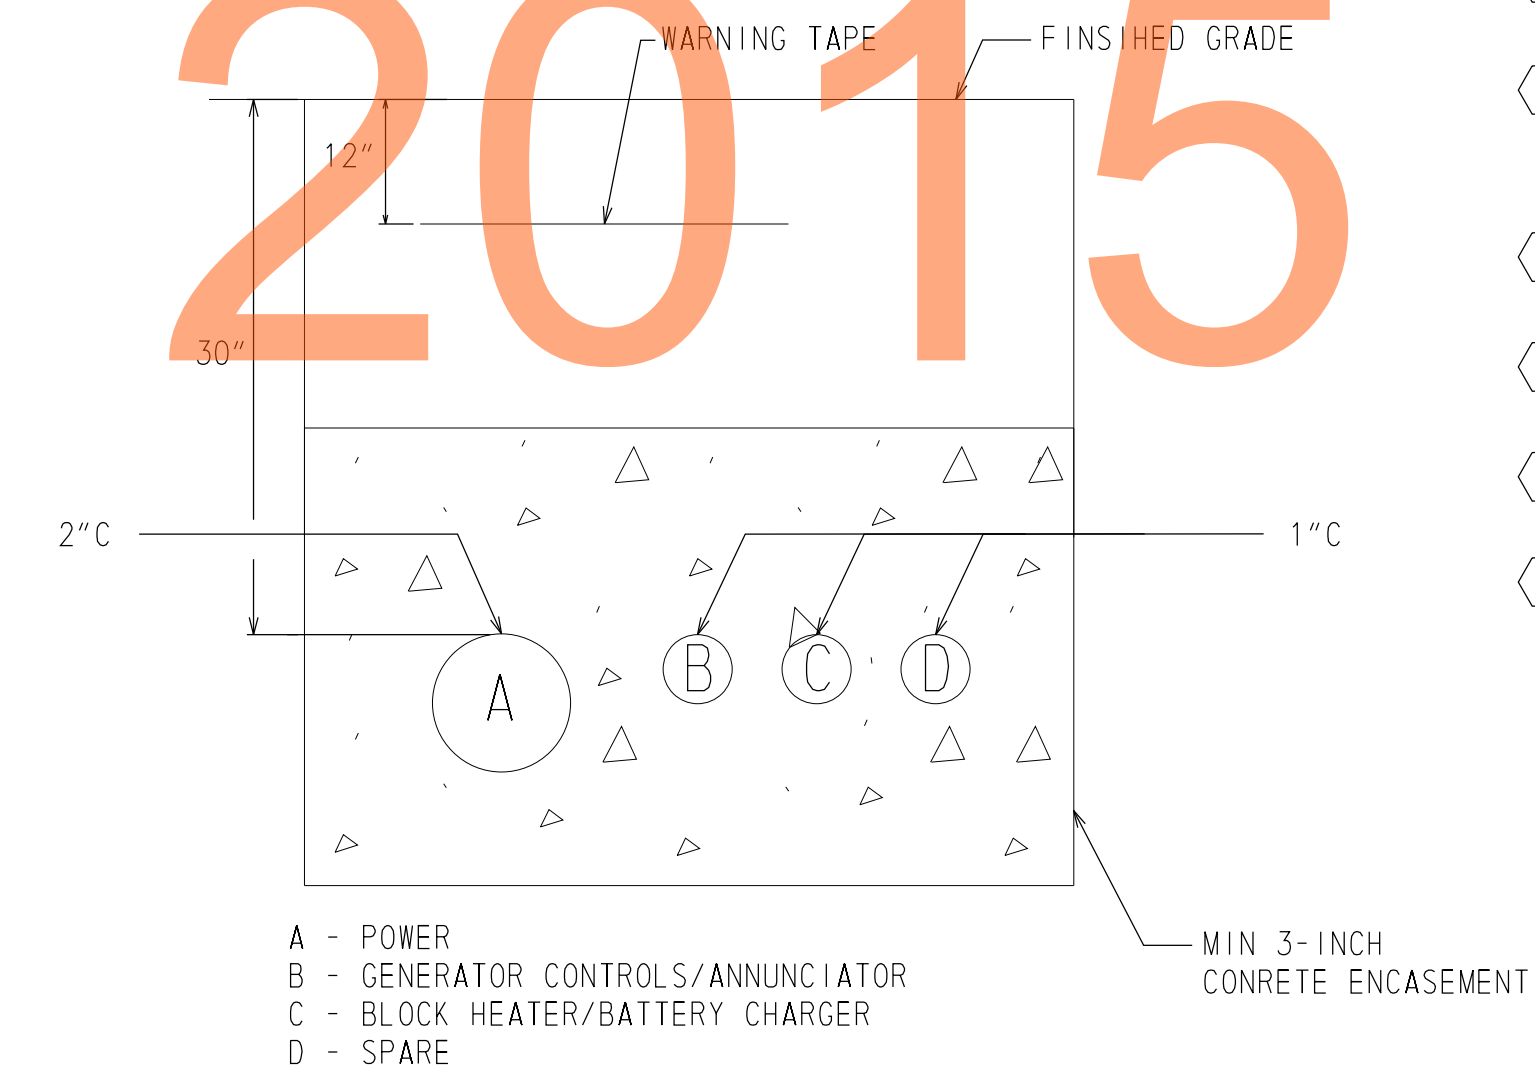 2015
WARNING TAPE
FINSIHED GRADE
12"
30"
2"C
1"C
A
B
C
D
A - POWER
B - GENERATOR CONTROLS/ANNUNCIATOR
C - BLOCK HEATER/BATTERY CHARGER
D - SPARE
MIN 3-INCH
CONRETE ENCASEMENT